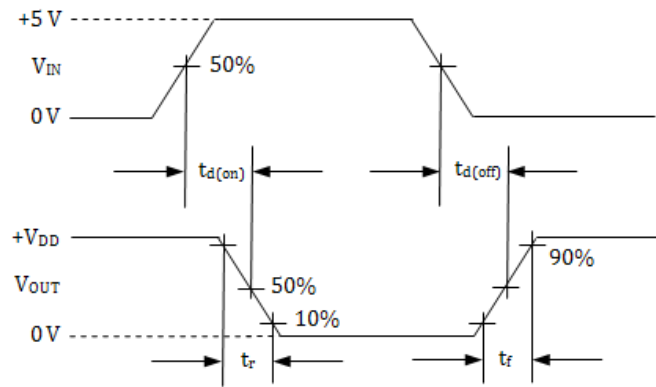 +5 V
VIN
50%
0 V
td(on)
td(off)
+VDD
90%
VOUT
50%
10%
0 V
tr
tf